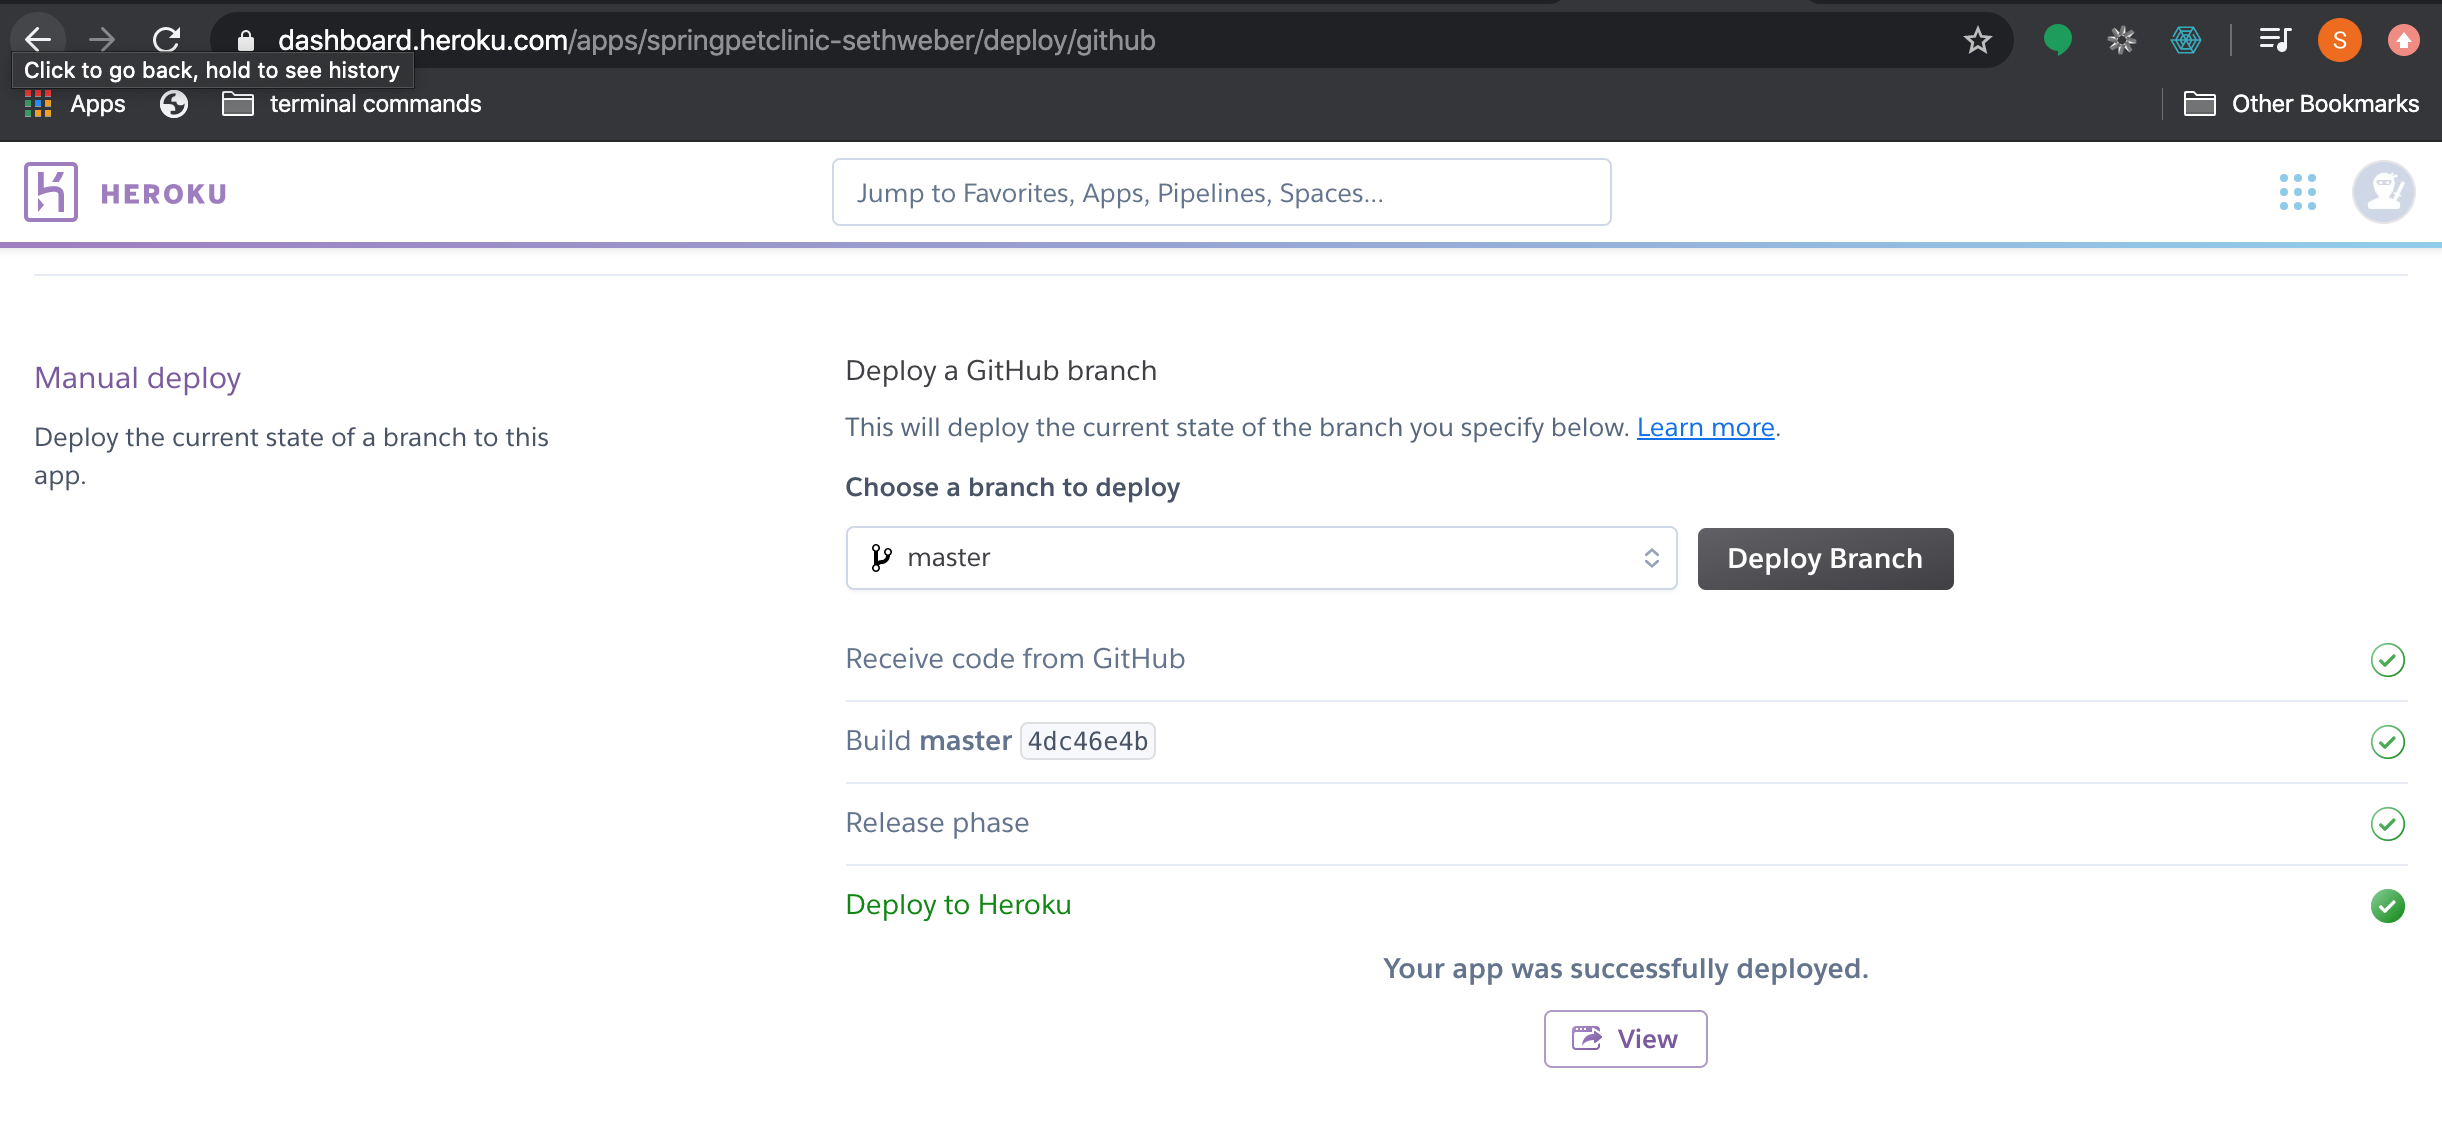 dashboard.heroku.com/apps/springpetclinic-sethweber/deploy/github
S
Click to go back, hold to see history
Apps
terminal commands
Other Bookmarks
HEROKU
Jump to Favorites, Apps, Pipelines, Spaces...
Manual deploy
Deploy the current state of a branch to this
app.
Deploy a GitHub branch
This will deploy the current state of the branch you specify below. Learn more.
Choose a branch to deploy
master
Deploy Branch
Receive code from GitHub
Build master 4dc46e4b
Release phase
Deploy to Heroku
Your app was successfully deployed.
View